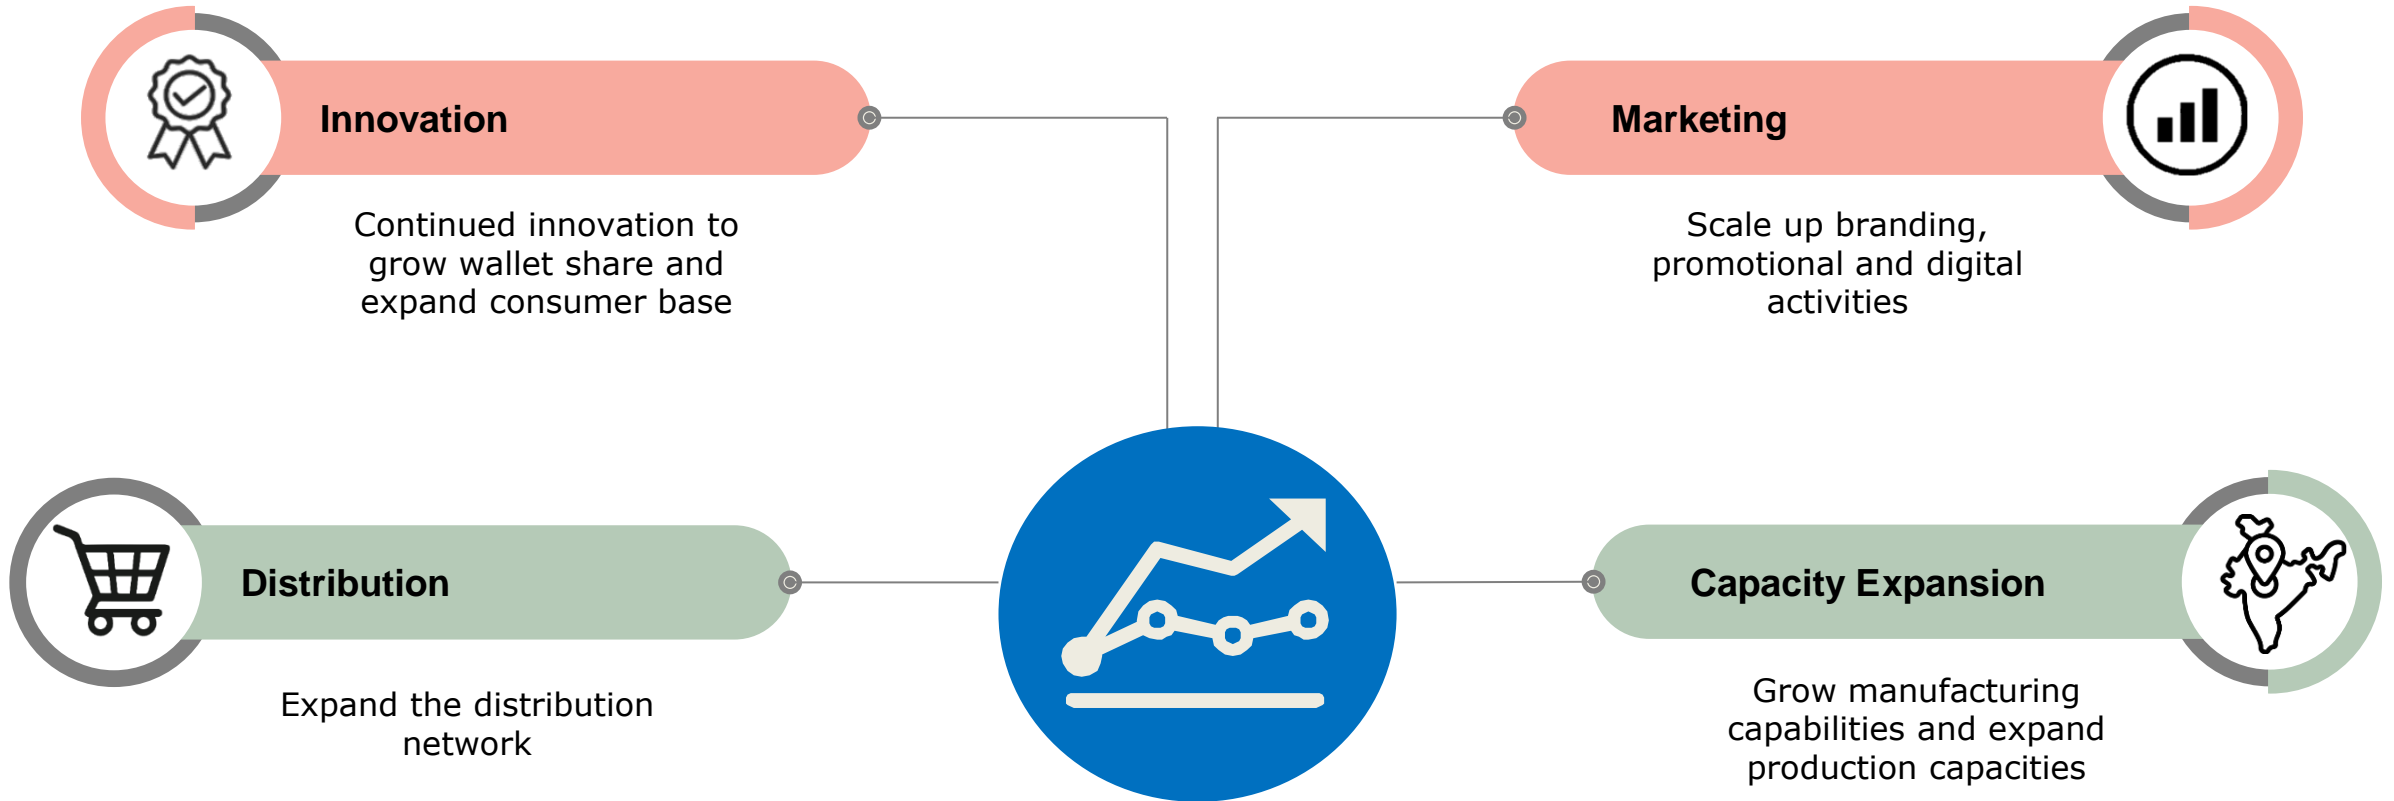 Innovation
Continued innovation to
grow wallet share and
expand consumer base
Marketing
Scale up branding,
promotional and digital
activities
Distribution
Expand the distribution
network
Capacity Expansion
Grow manufacturing
capabilities and expand
production capacities